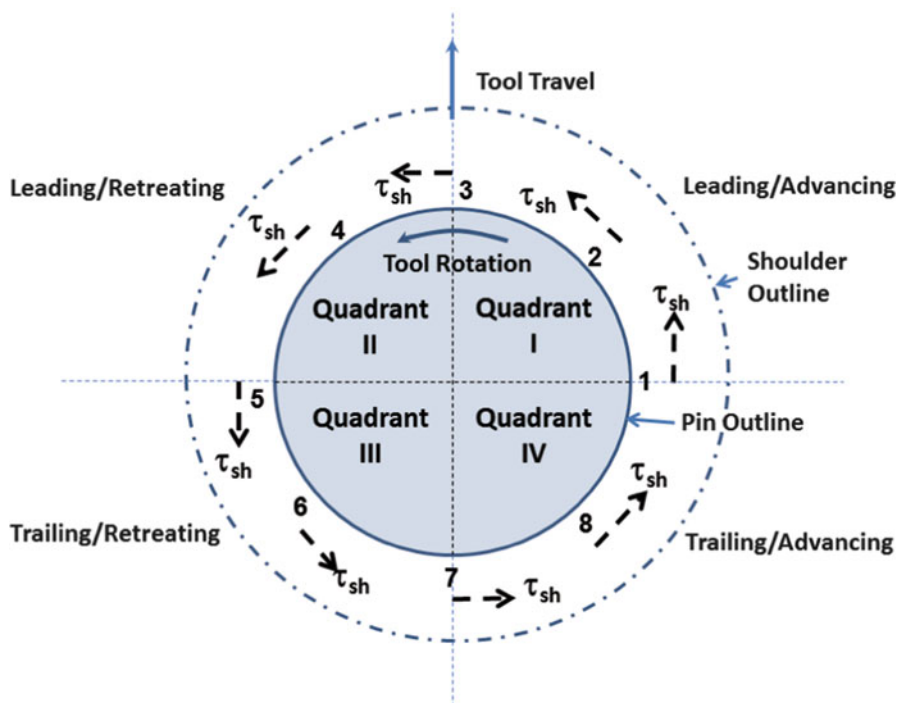 Tool Travel
Leading/Retreating
Leading/Advancing
τsh
3
τsh
τsh
4
2
Tool Rotation
Shoulder
Outline
τsh
Quadrant
II
Quadrant
I
1
5
Quadrant
III
Quadrant
IV
Pin Outline
τsh
τsh
6
8
Trailing/Retreating
Trailing/Advancing
7
τsh
τsh